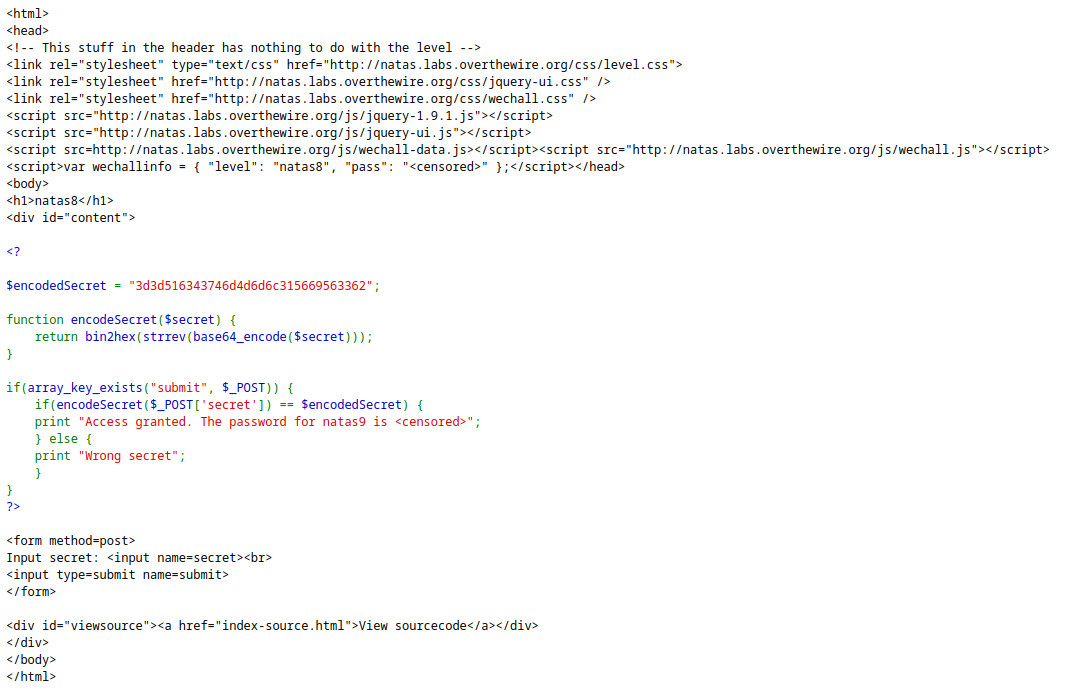 <html>
<head>
<!-- This stuff in the header has nothing to do with the level -->
<link rel="stylesheet" type="text/css" href="http://natas.labs.overthewire.org/css/level.css">
<link rel="stylesheet" href="http://natas.labs.overthewire.org/css/jquery-ui.css" />
<link rel="stylesheet" href="http://natas.labs.overthewire.org/css/wechall.css" />
<script src="http://natas.labs.overthewire.org/js/jquery-1.9.1.js"></script>
<script src="http://natas.labs.overthewire.org/js/jquery-ui.js"></script>
<script src=http://natas.labs.overthewire.org/js/wechall-data.js></script><script src="http://natas.labs.overthewire.org/js/wechall.js"></script>
<script>var wechallinfo = { "level": "natas8", "pass": "<censored>" };</script></head>
<body>
<h1>natas8</h1>
<div id="content">

<?

$encodedSecret = "3d3d516343746d4d6d6c315669563362";

function encodeSecret($secret) {
    return bin2hex(strrev(base64_encode($secret)));
}

if(array_key_exists("submit", $_POST)) {
    if(encodeSecret($_POST['secret']) == $encodedSecret) {
    print "Access granted. The password for natas9 is <censored>";
    } else {
    print "Wrong secret";
    }
}
?>

<form method=post>
Input secret: <input name=secret><br>
<input type=submit name=submit>
</form>

<div id="viewsource"><a href="index-source.html">View sourcecode</a></div>
</div>
</body>
</html>